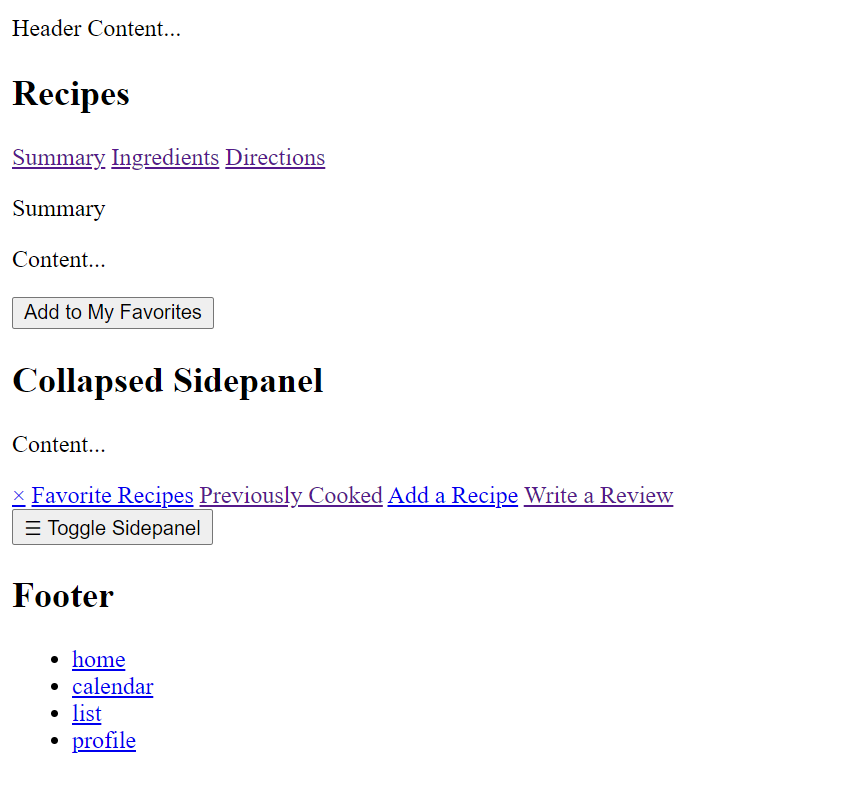 Header Content...
Recipes
Summary Ingredients Directions
Summary
Content...
Add to My Favorites
Collapsed Sidepanel
Content...
× Favorite Recipes Previously Cooked Add a Recipe Write a Review
☰ Toggle Sidepanel
Footer
• home
• calendar
• list
• profile